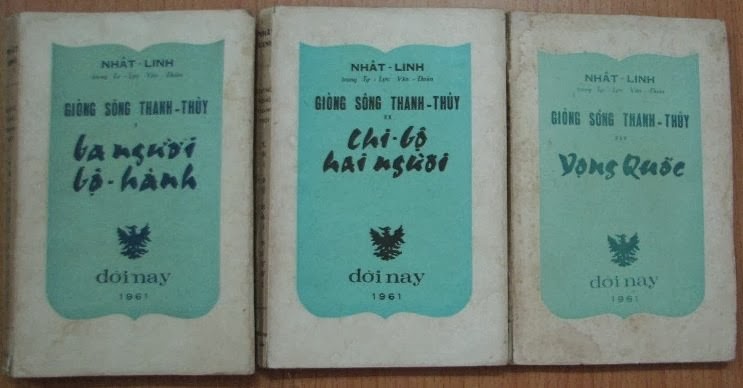 NHẤT-LINH
trong Tự-Lực Văn-Đoàn
GIÒNG SÔNG THANH-THỦY
x
ba người
bộ-hành
đời nay
1961
NHẤT-LINH
trong Tự-Lực Văn-Đoàn
GIÒNG SÔNG THANH-THỦY
xx
Chi-bộ
hai người
đời nay
1961
NHẤT-LINH
trong Tự-Lực Văn-Đoàn
GIÒNG SÔNG THANH-THỦY
xxx
Vọng Quốc
đời nay
1961